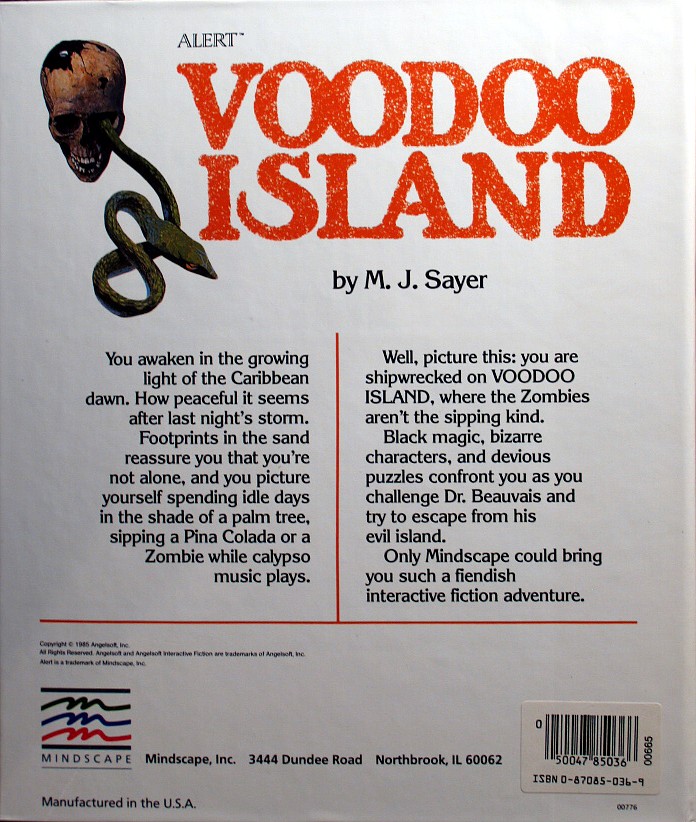 ALERT™
VOODOO
ISLAND
by M. J. Sayer
You awaken in the growing
light of the Caribbean
dawn. How peaceful it seems
after last night's storm.
Footprints in the sand
reassure you that you're
not alone, and you picture
yourself spending idle days
in the shade of a palm tree,
sipping a Pina Colada or a
Zombie while calypso
music plays.
Well, picture this: you are
shipwrecked on VOODOO
ISLAND, where the Zombies
aren't the sipping kind.
Black magic, bizarre
characters, and devious
puzzles confront you as you
challenge Dr. Beauvais and
try to escape from his
evil island.
Only Mindscape could bring
you such a fiendish
interactive fiction adventure.
Copyright © 1985 Angelsoft, Inc.
All Rights Reserved. Angelsoft and Angelsoft Interactive Fiction are trademarks of Angelsoft, Inc.
Alert is a trademark of Mindscape, Inc.
MINDSCAPE
Mindscape, Inc. 3444 Dundee Road Northbrook, IL 60062
Manufactured in the U.S.A.
0
50047 85036
00665
ISBN 0-87085-036-9
00776